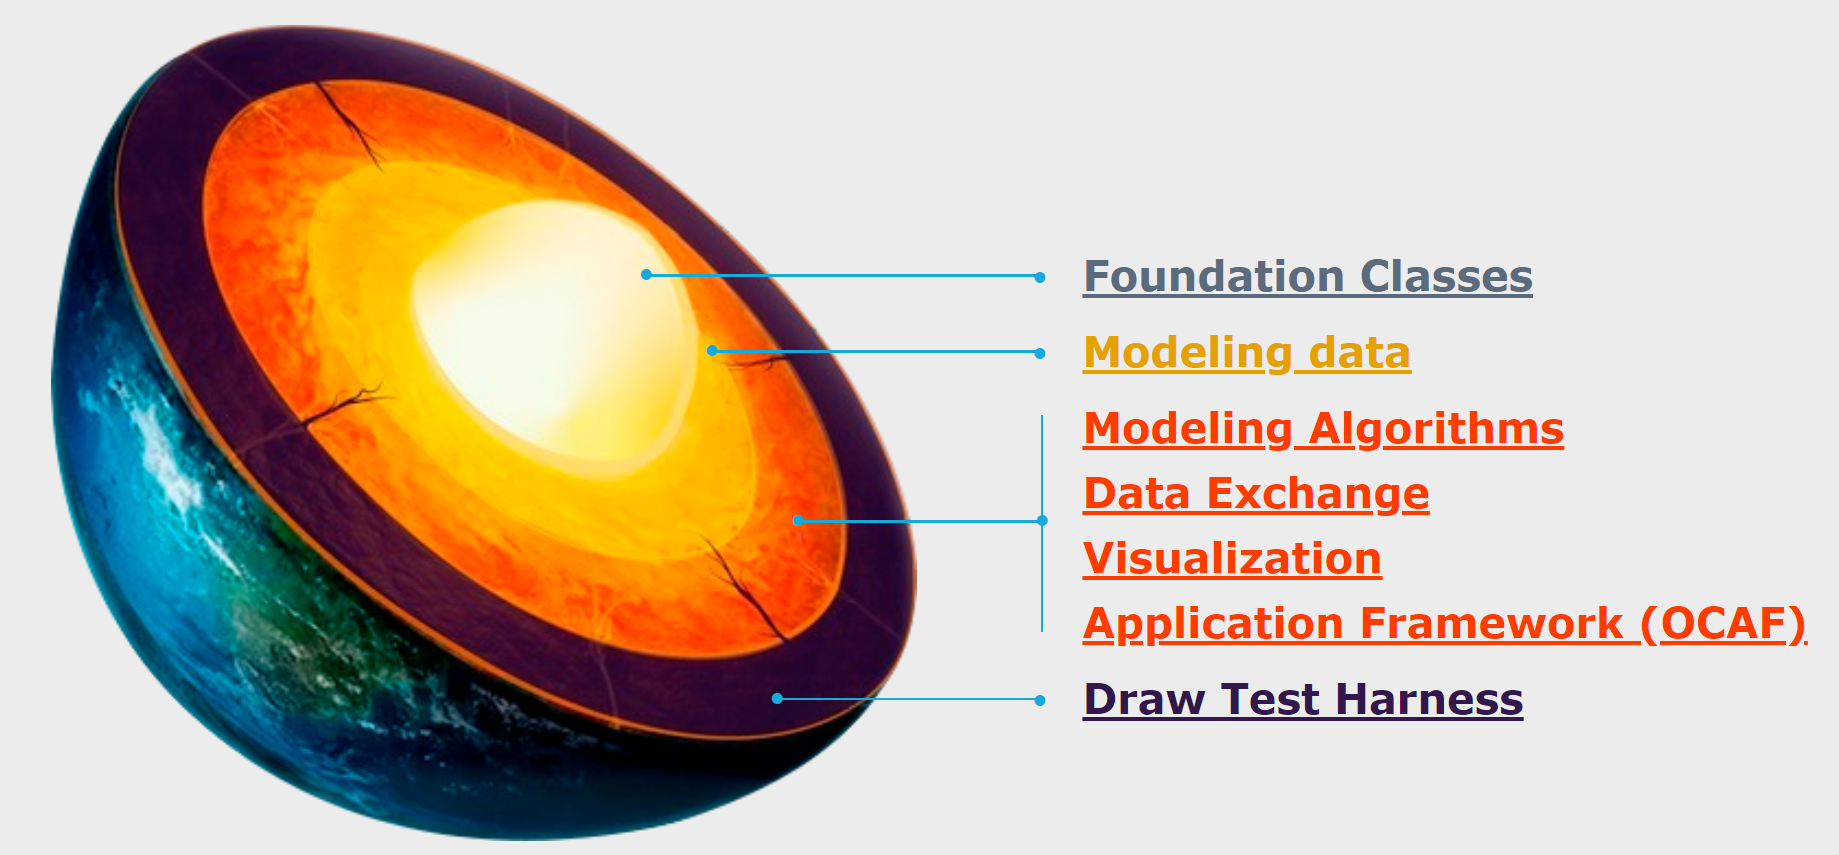 Foundation Classes
Modeling data
Modeling Algorithms
Data Exchange
Visualization
Application Framework (OCAF)
Draw Test Harness